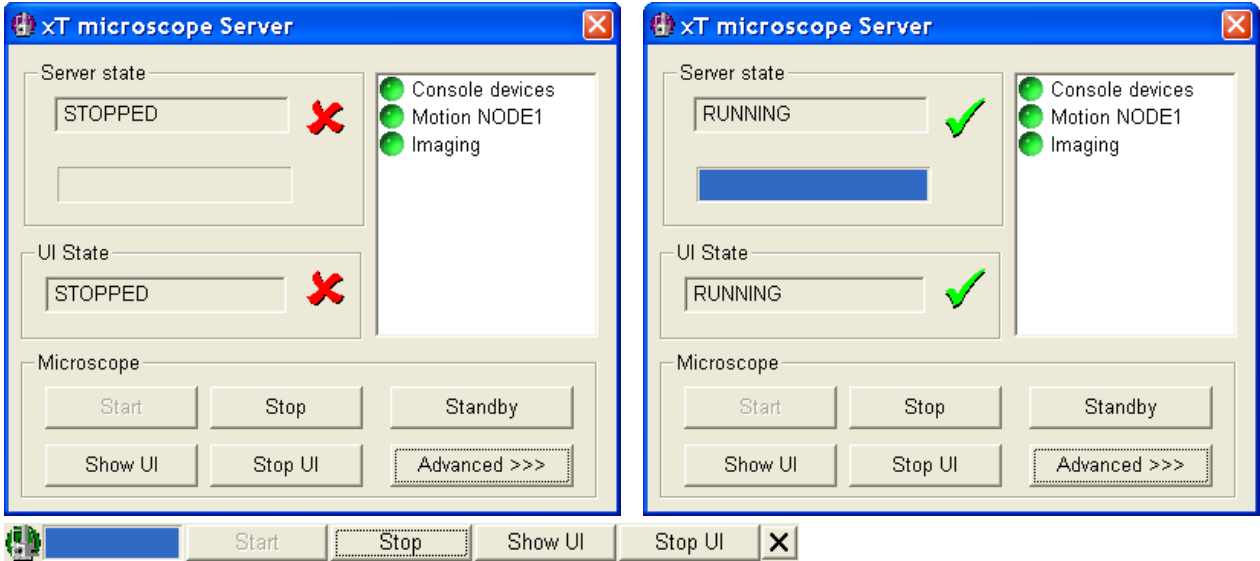 xT microscope Server
Server state
STOPPED
Console devices
Motion NODE1
Imaging
UI State
STOPPED
Microscope
Start Stop Standby
Show UI Stop UI Advanced >>>
xT microscope Server
Server state
RUNNING
Console devices
Motion NODE1
Imaging
UI State
RUNNING
Microscope
Start Stop Standby
Show UI Stop UI Advanced >>>
Start Stop Show UI Stop UI